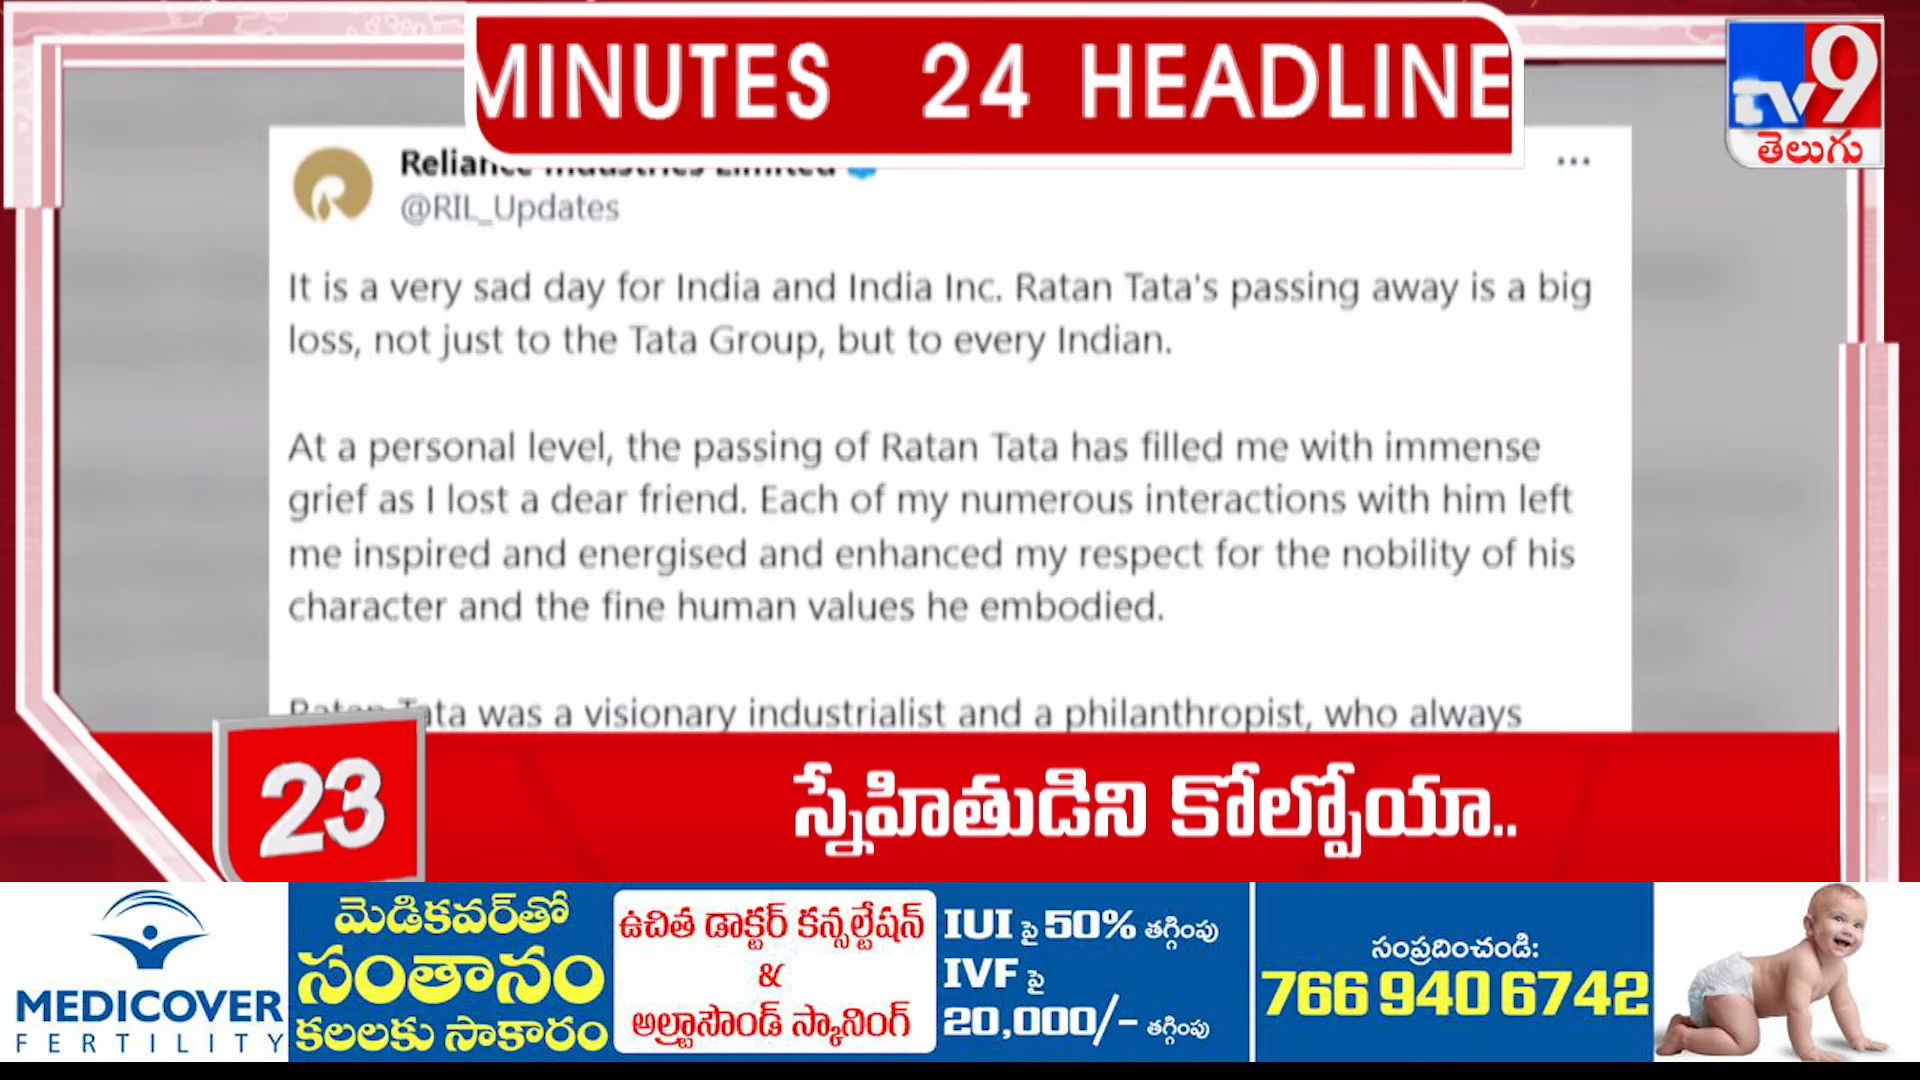 MINUTES 24 HEADLINE
TV9
తెలుగు
@RIL_Updates
It is a very sad day for India and India Inc. Ratan Tata's passing away is a big
loss, not just to the Tata Group, but to every Indian.
At a personal level, the passing of Ratan Tata has filled me with immense
grief as I lost a dear friend. Each of my numerous interactions with him left
me inspired and energised and enhanced my respect for the nobility of his
character and the fine human values he embodied.
Ratan Tata was a visionary industrialist and a philanthropist, who always
23
స్నేహితుడిని కోల్పోయా..
MEDICOVER
FERTILITY
మెడికవర్‌తో
సంతానం
కలలకు సాకారం
ఉచిత డాక్టర్ కన్సల్టేషన్
&
అల్ట్రాసౌండ్ స్కానింగ్
IUI పై 50% తగ్గింపు
IVF పై
20,000/- తగ్గింపు
సంప్రదించండి:
766 940 6742